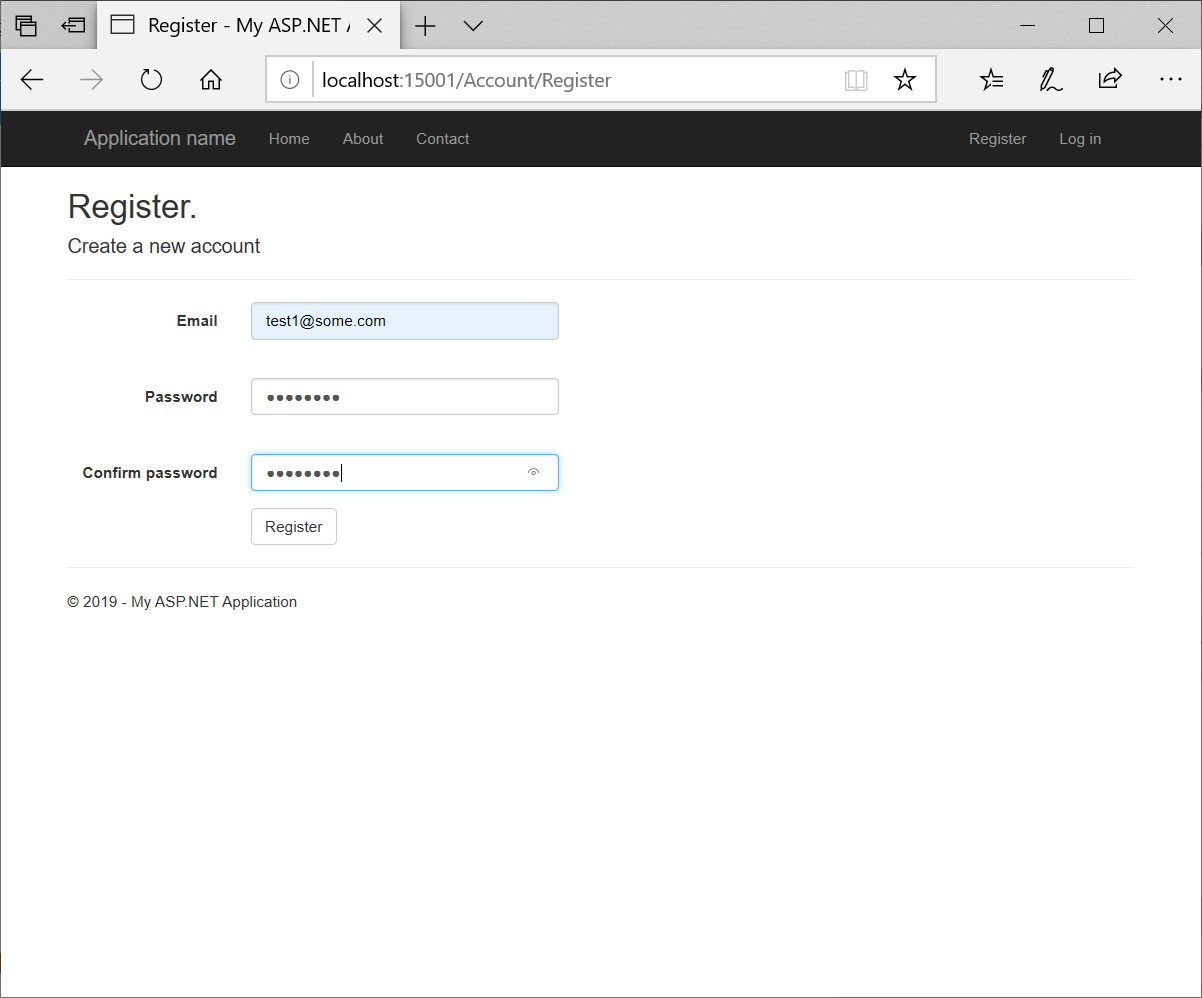 Register - My ASP.NET
localhost:15001/Account/Register
Application name Home About Contact Register Log in
Register.
Create a new account
Email test1@some.com
Password ●●●●●●●●
Confirm password ●●●●●●●●
Register
© 2019 - My ASP.NET Application